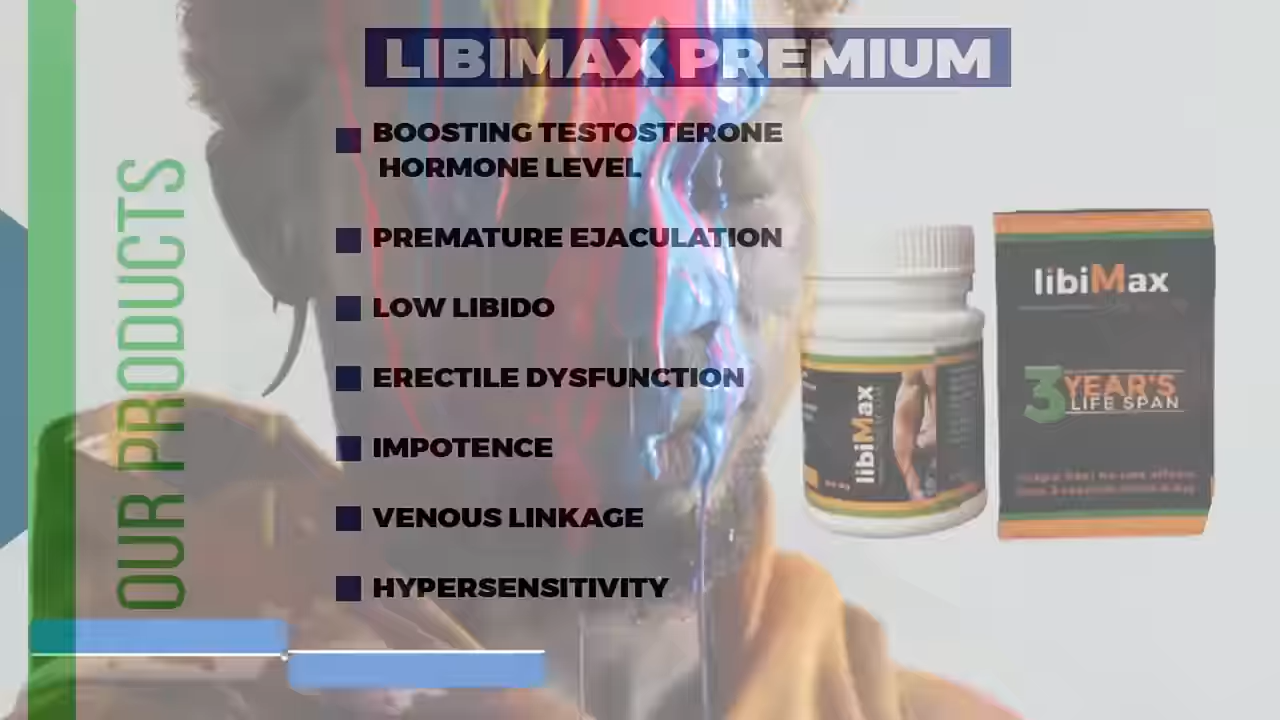 LIBIMAX PREMIUM
BOOSTING TESTOSTERONE
HORMONE LEVEL
PREMATURE EJACULATION
LOW LIBIDO
ERECTILE DYSFUNCTION
IMPOTENCE
VENOUS LINKAGE
HYPERSENSITIVITY
OUR PRODUCTS
libiMax
libiMax
3 YEAR'S
LIFE SPAN